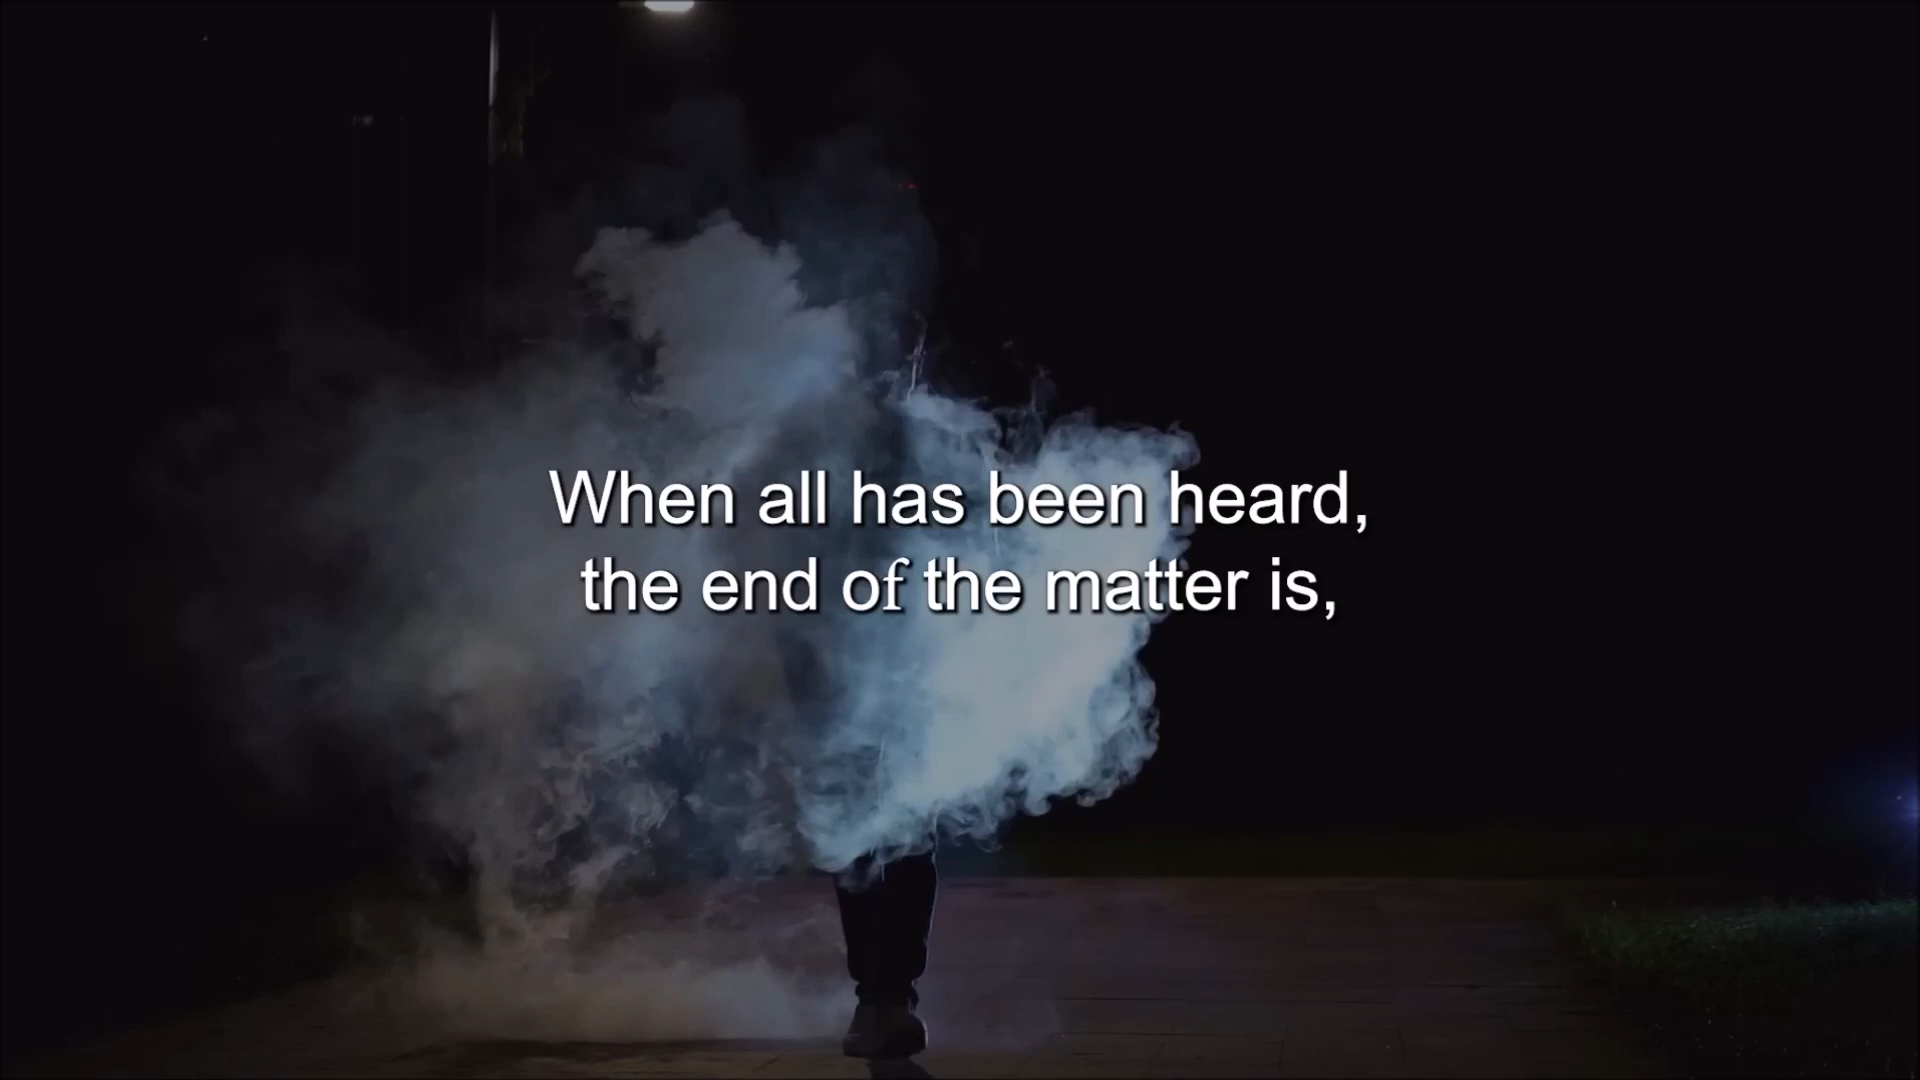 When all has been heard,
the end of the matter is,